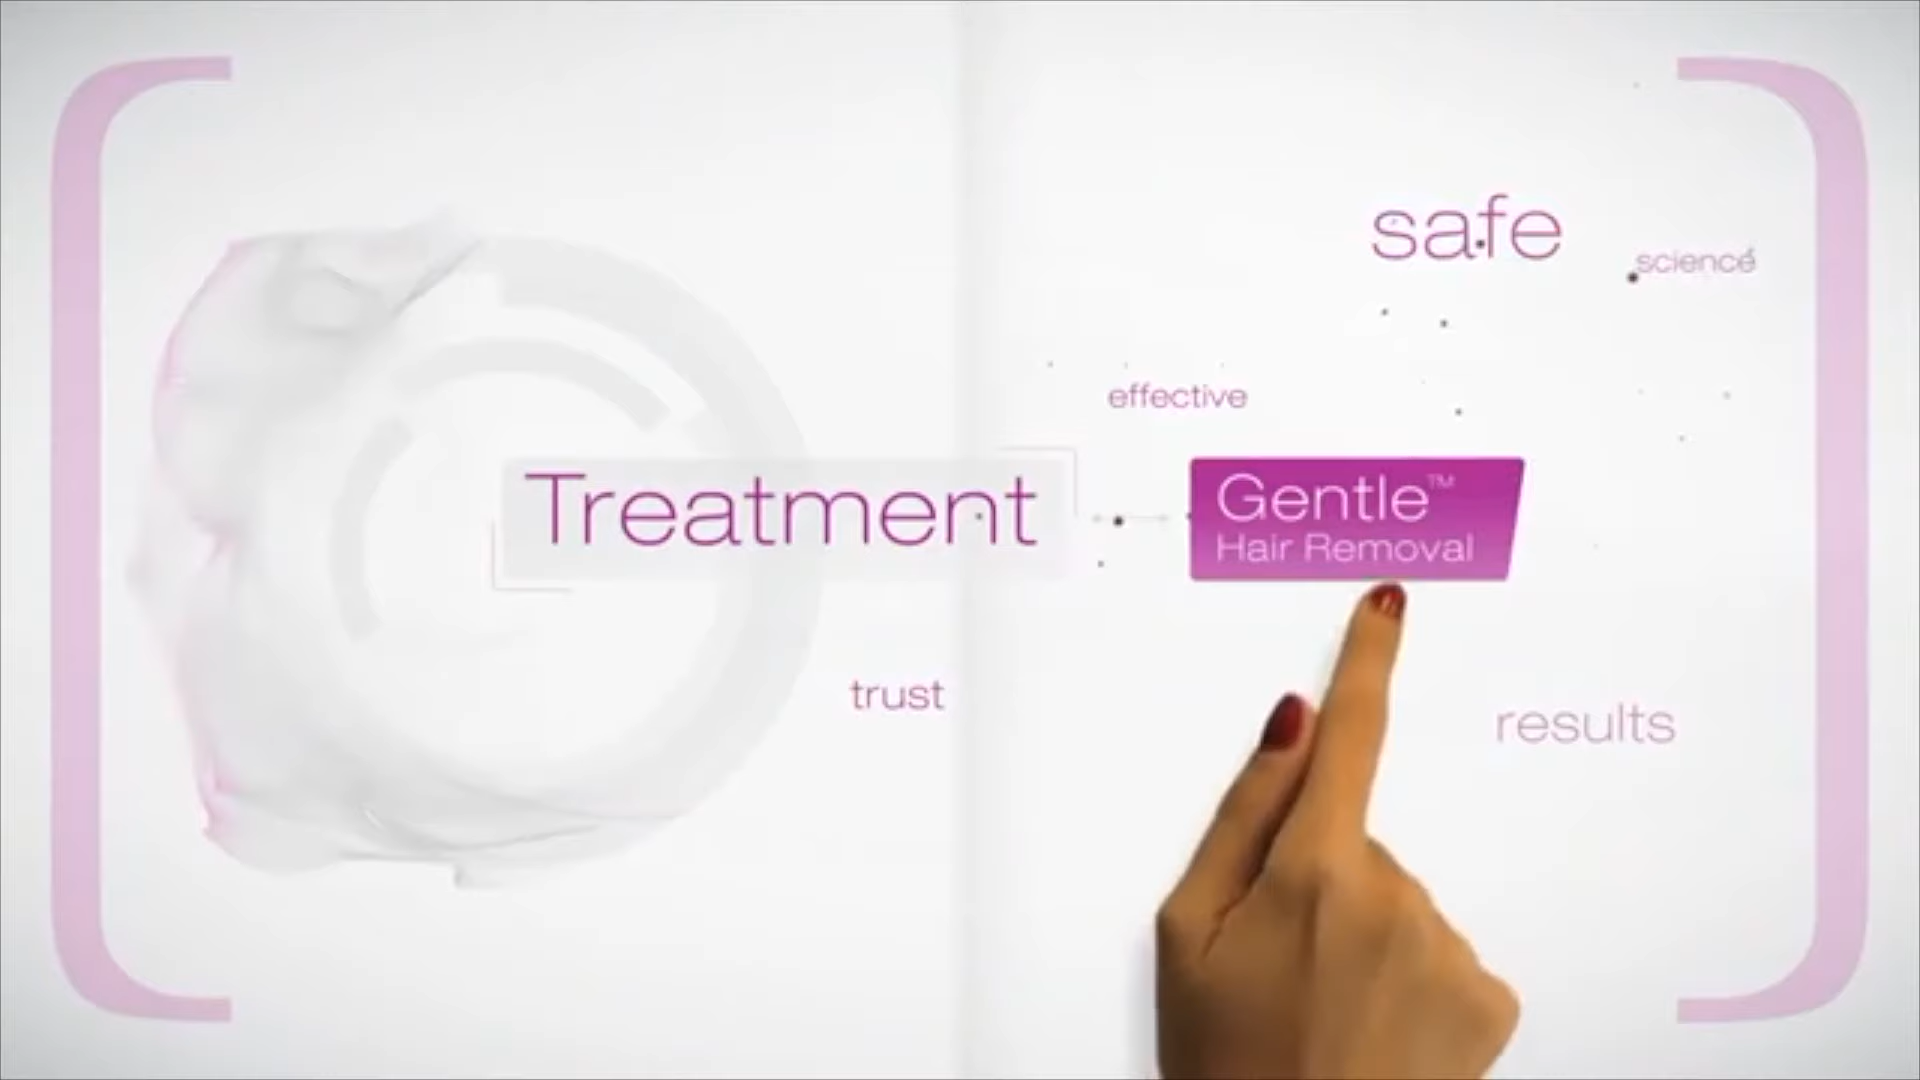 safe
science
effective
Treatment
Gentle™
Hair Removal
trust
results